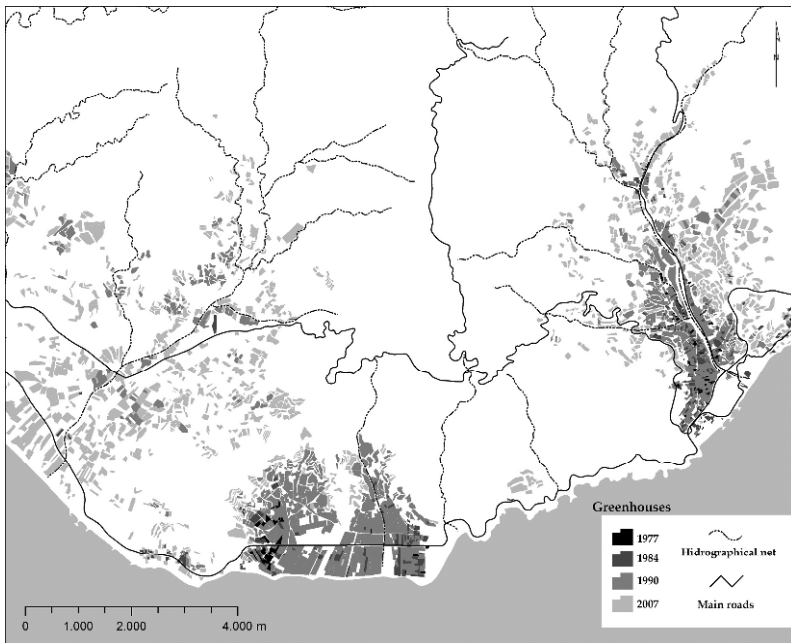 N
Greenhouses
1977
1984
1990
2007
Hidrographical net
Main roads
0 1.000 2.000 4.000 m